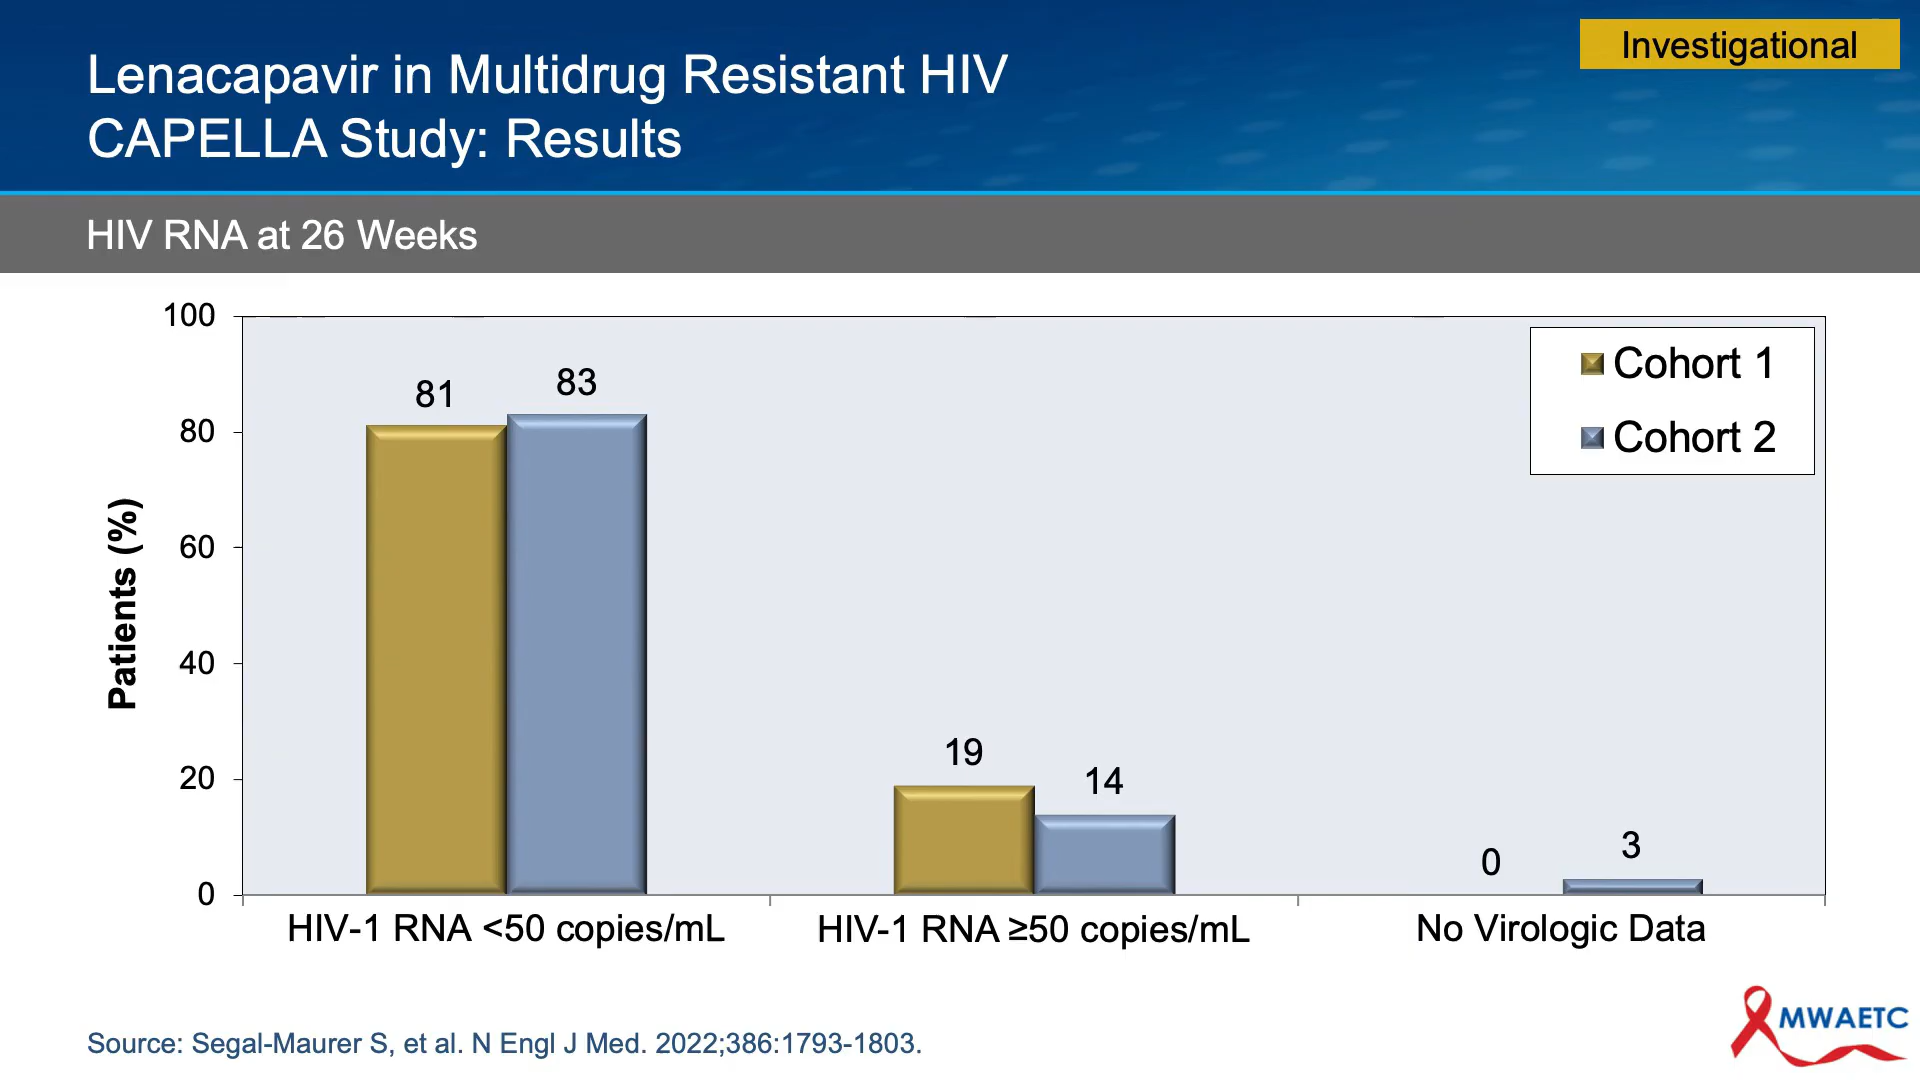 Investigational
Lenacapavir in Multidrug Resistant HIV
CAPELLA Study: Results
HIV RNA at 26 Weeks
Patients (%)
100
80
60
40
20
0
81
83
19
14
0
3
Cohort 1
Cohort 2
HIV-1 RNA <50 copies/mL
HIV-1 RNA ≥50 copies/mL
No Virologic Data
Source: Segal-Maurer S, et al. N Engl J Med. 2022;386:1793-1803.
MWAETC